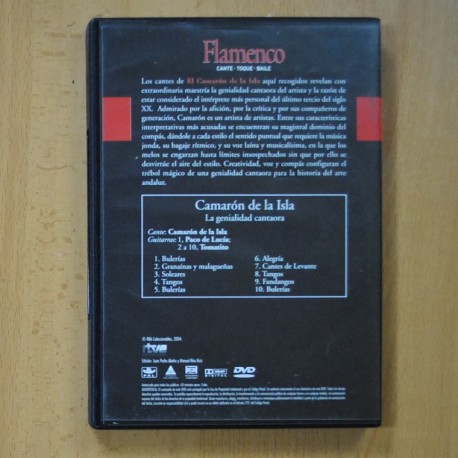 Flamenco
CANTE · TOQUE · BAILE
Los cantes de El Camarón de la Isla aquí recogidos revelan con
extraordinaria maestría la genialidad cantaora del artista y la razón de
estar considerado el intérprete más personal del último tercio del siglo
XX. Admirado por la afición, por la crítica y por sus compañeros de
generación, Camarón es un artista de artistas. Entre sus características
interpretativas más acusadas se encuentran su magistral dominio del
compás, dándole a cada estilo el sentido puntual que requiere la música
jonda, su bagaje rítmico, y su voz laína y musicalísima, en la que los
melos se engarzan hasta límites insospechados sin que por ello se
desvirtúe el aire del estilo. Creatividad, voz y compás configuran el
trébol mágico de una genialidad cantaora para la historia del arte
andaluz.
Camarón de la Isla
La genialidad cantaora
Cante: Camarón de la Isla
Guitarras: 1, Paco de Lucía;
2 a 10, Tomatito
1. Bulerías
2. Granaínas y malagueñas
3. Soleares
4. Tangos
5. Bulerías
6. Alegría
7. Cantes de Levante
8. Tangos
9. Fandangos
10. Bulerías
© RBA Coleccionables, 2004
rtve
PAL
DOLBY DIGITAL
DVD